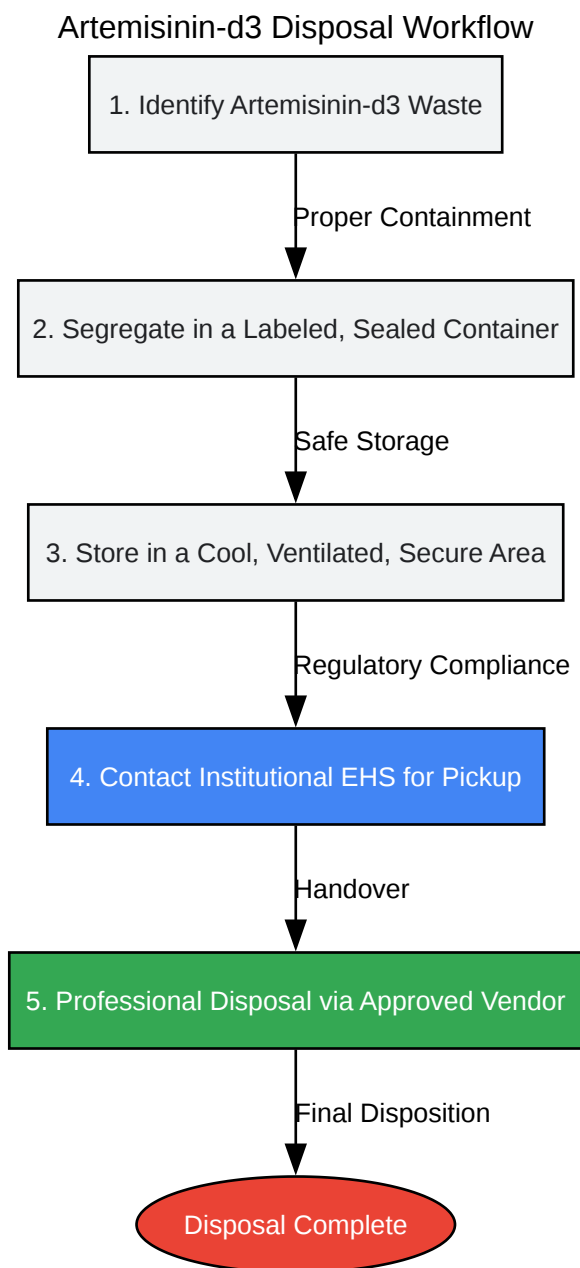 Artemisinin-d3 Disposal Workflow
1. Identify Artemisinin-d3 Waste
Proper Containment
2. Segregate in a Labeled, Sealed Container
Safe Storage
3. Store in a Cool, Ventilated, Secure Area
Regulatory Compliance
4. Contact Institutional EHS for Pickup
Handover
5. Professional Disposal via Approved Vendor
Final Disposition
Disposal Complete